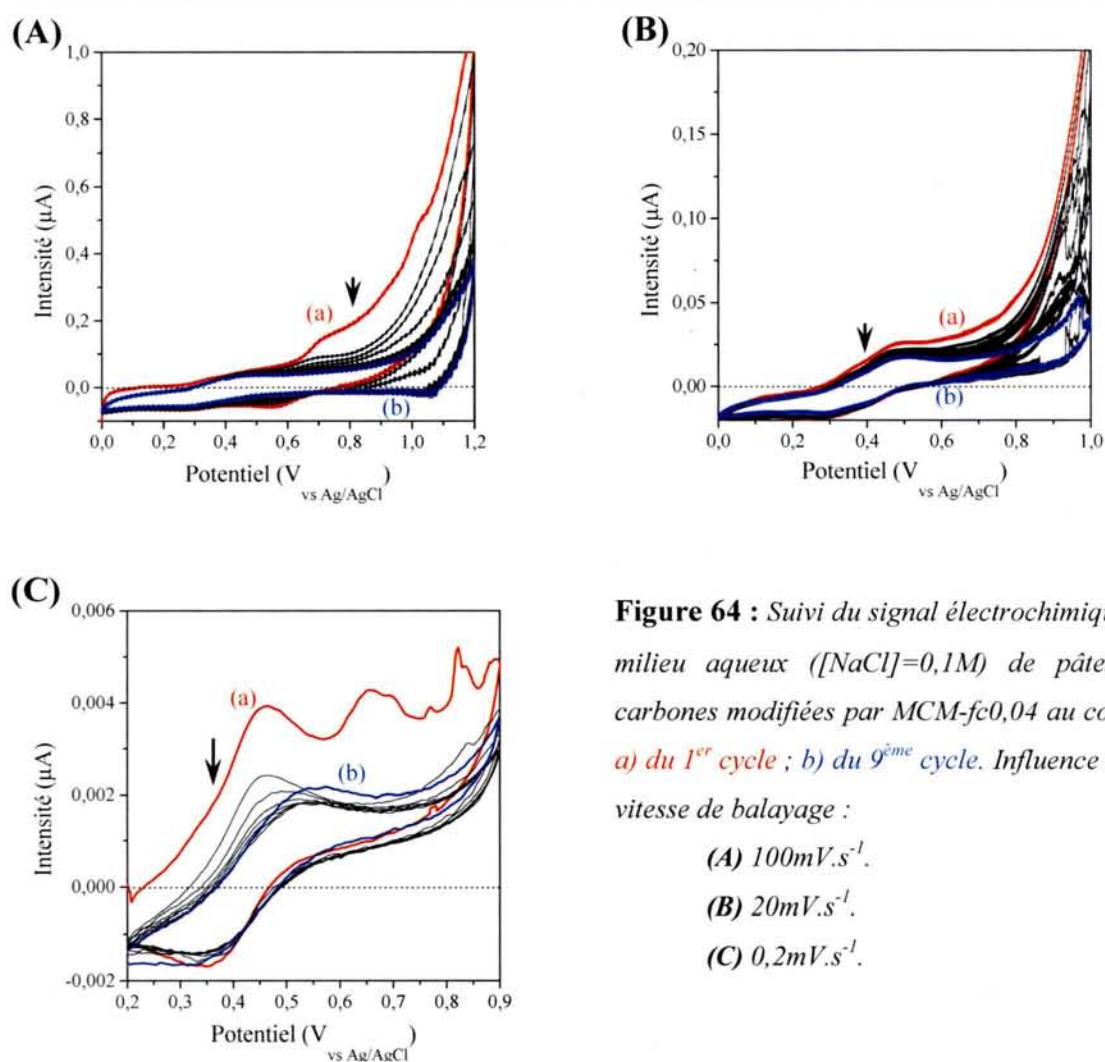 (A)
1,0
0,8
0,6
0,4
0,2
0,0
Intensité (µA)
(a)
(b)
0,0 0,2 0,4 0,6 0,8 1,0 1,2
Potentiel (V vs Ag/AgCl)
(B)
0,20
0,15
0,10
0,05
0,00
Intensité (µA)
(a)
(b)
0,0 0,2 0,4 0,6 0,8 1,0
Potentiel (V vs Ag/AgCl)
(C)
0,006
0,004
0,002
0,000
-0,002
Intensité (µA)
(a)
(b)
0,2 0,3 0,4 0,5 0,6 0,7 0,8 0,9
Potentiel (V vs Ag/AgCl)
Figure 64 : Suivi du signal électrochimiq
milieu aqueux ([NaCl]=0,1M) de pâte
carbones modifiées par MCM-fc0,04 au co
a) du 1er cycle ; b) du 9ème cycle. Influence
vitesse de balayage :
(A) 100mV.s-1.
(B) 20mV.s-1.
(C) 0,2mV.s-1.